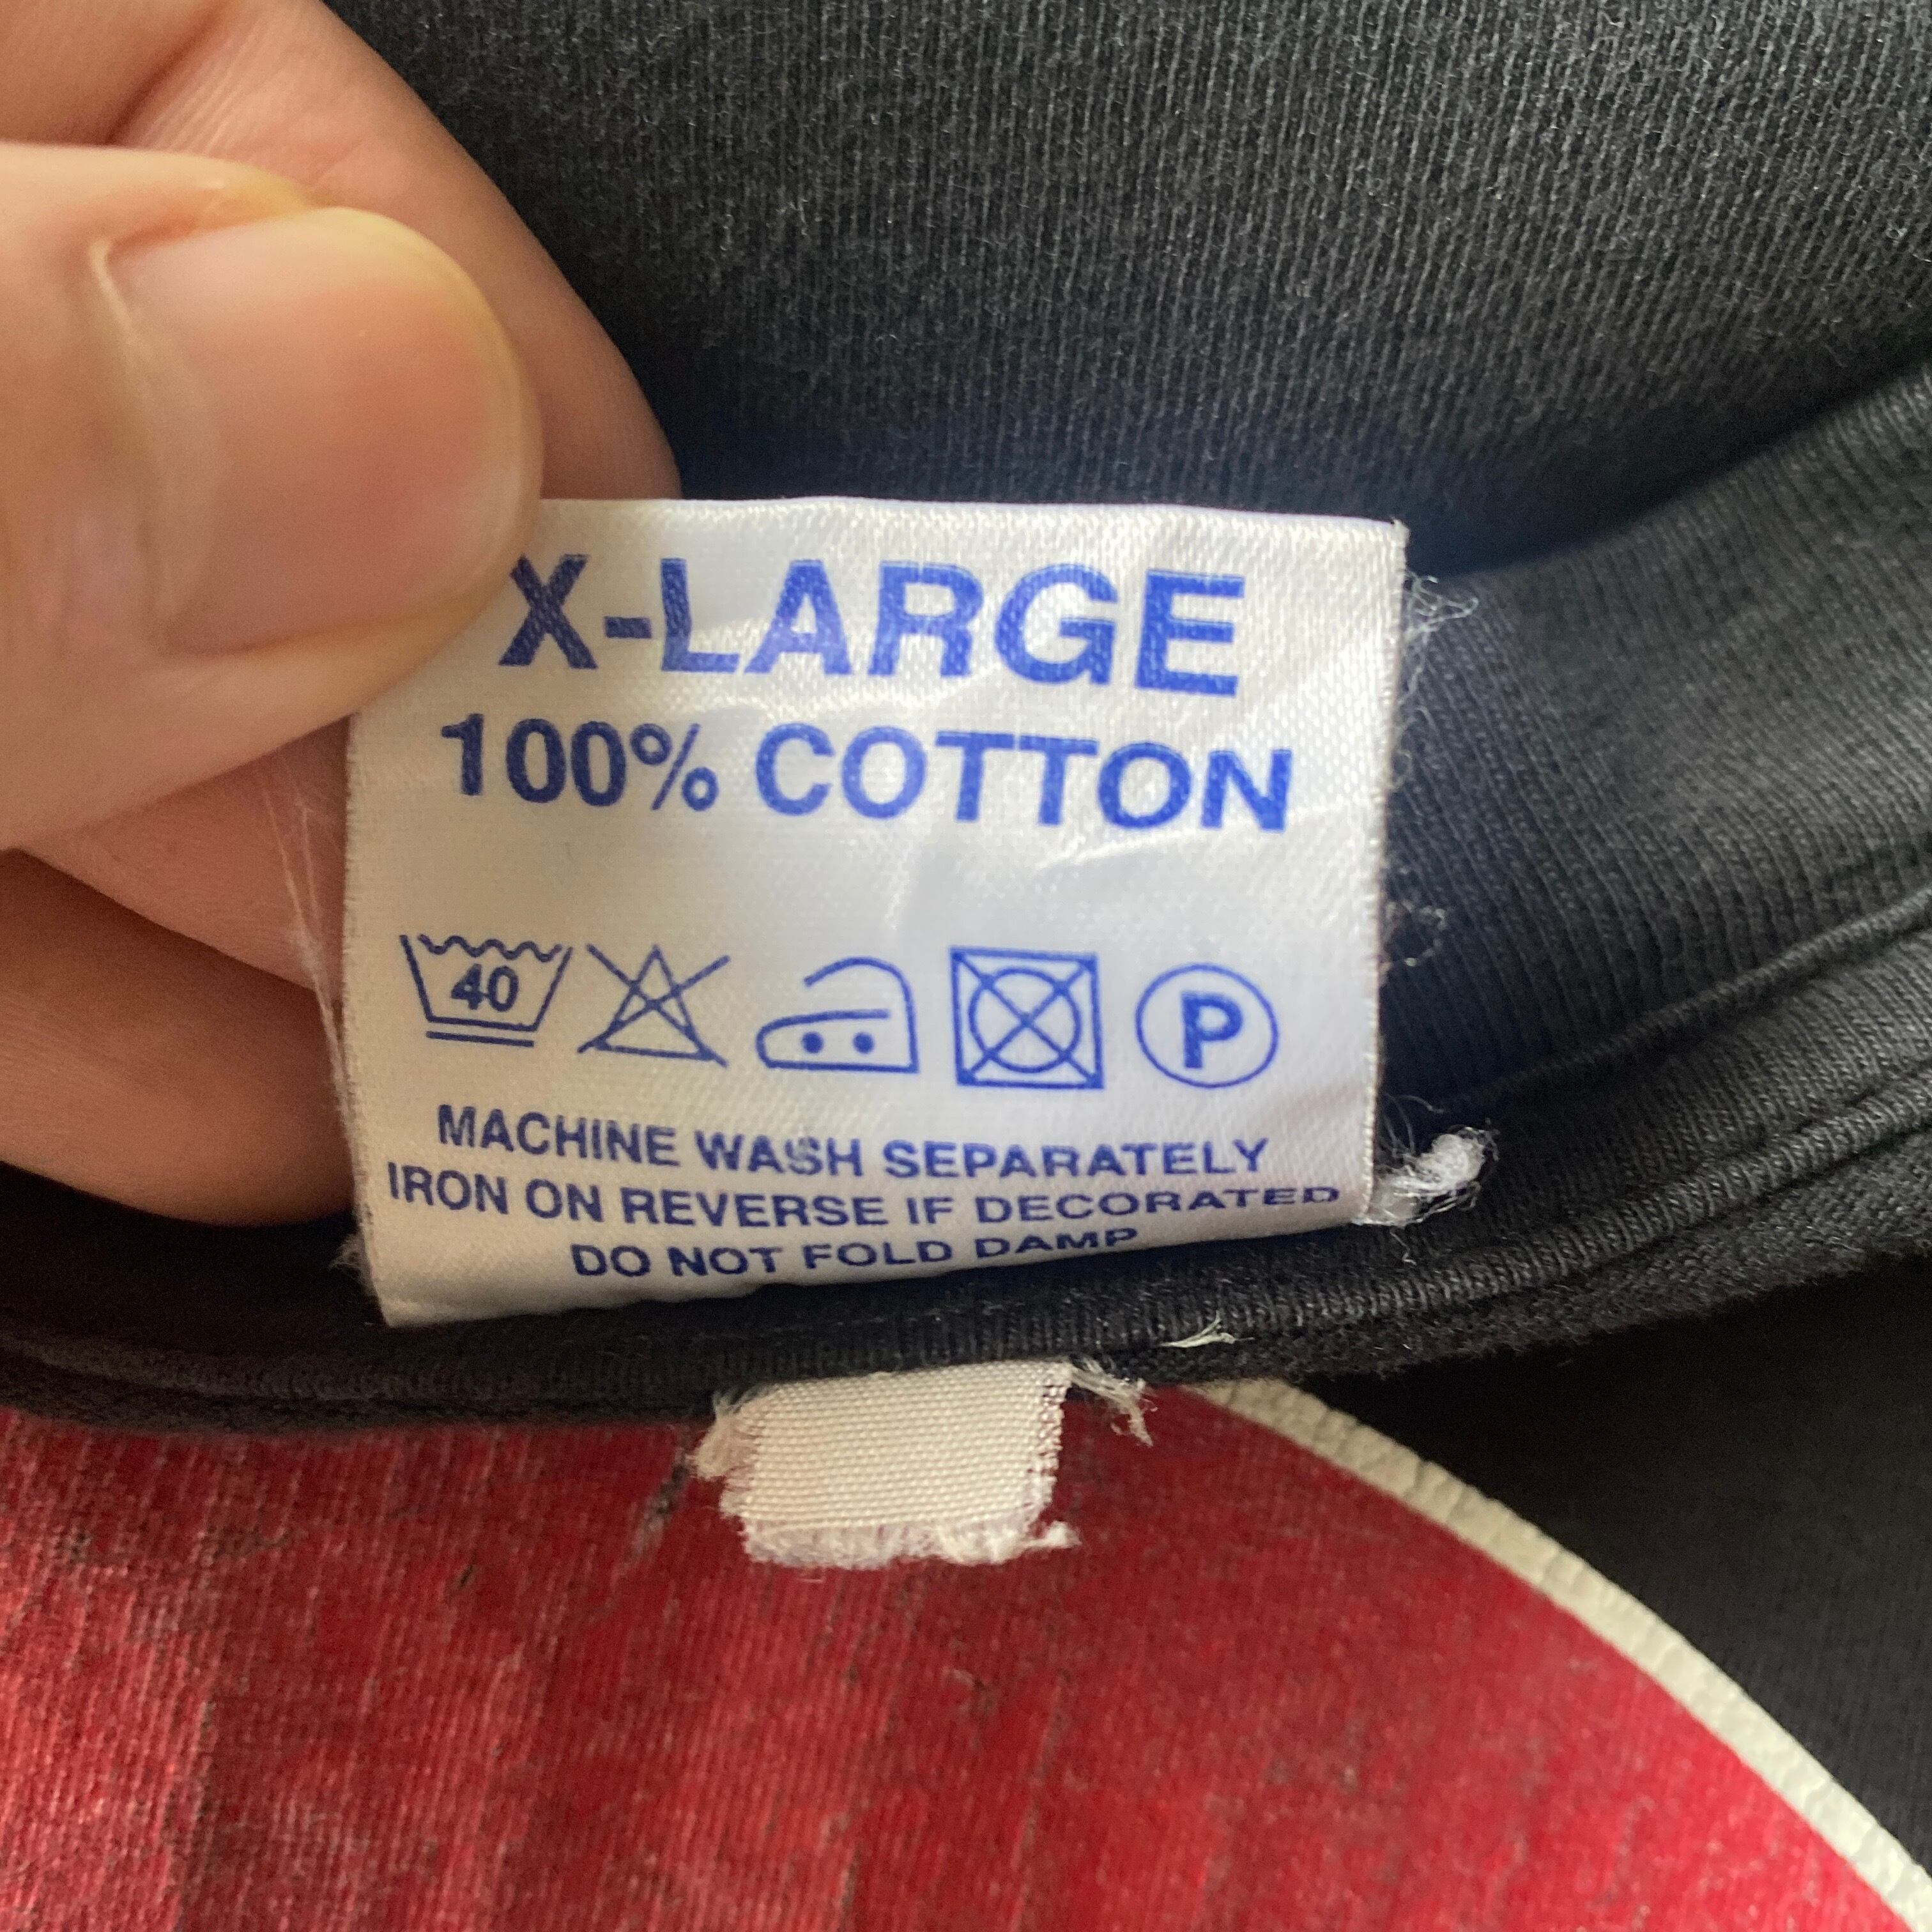 X-LARGE
100% COTTON
40 P
MACHINE WASH SEPARATELY
IRON ON REVERSE IF DECORATED
DO NOT FOLD DAMP